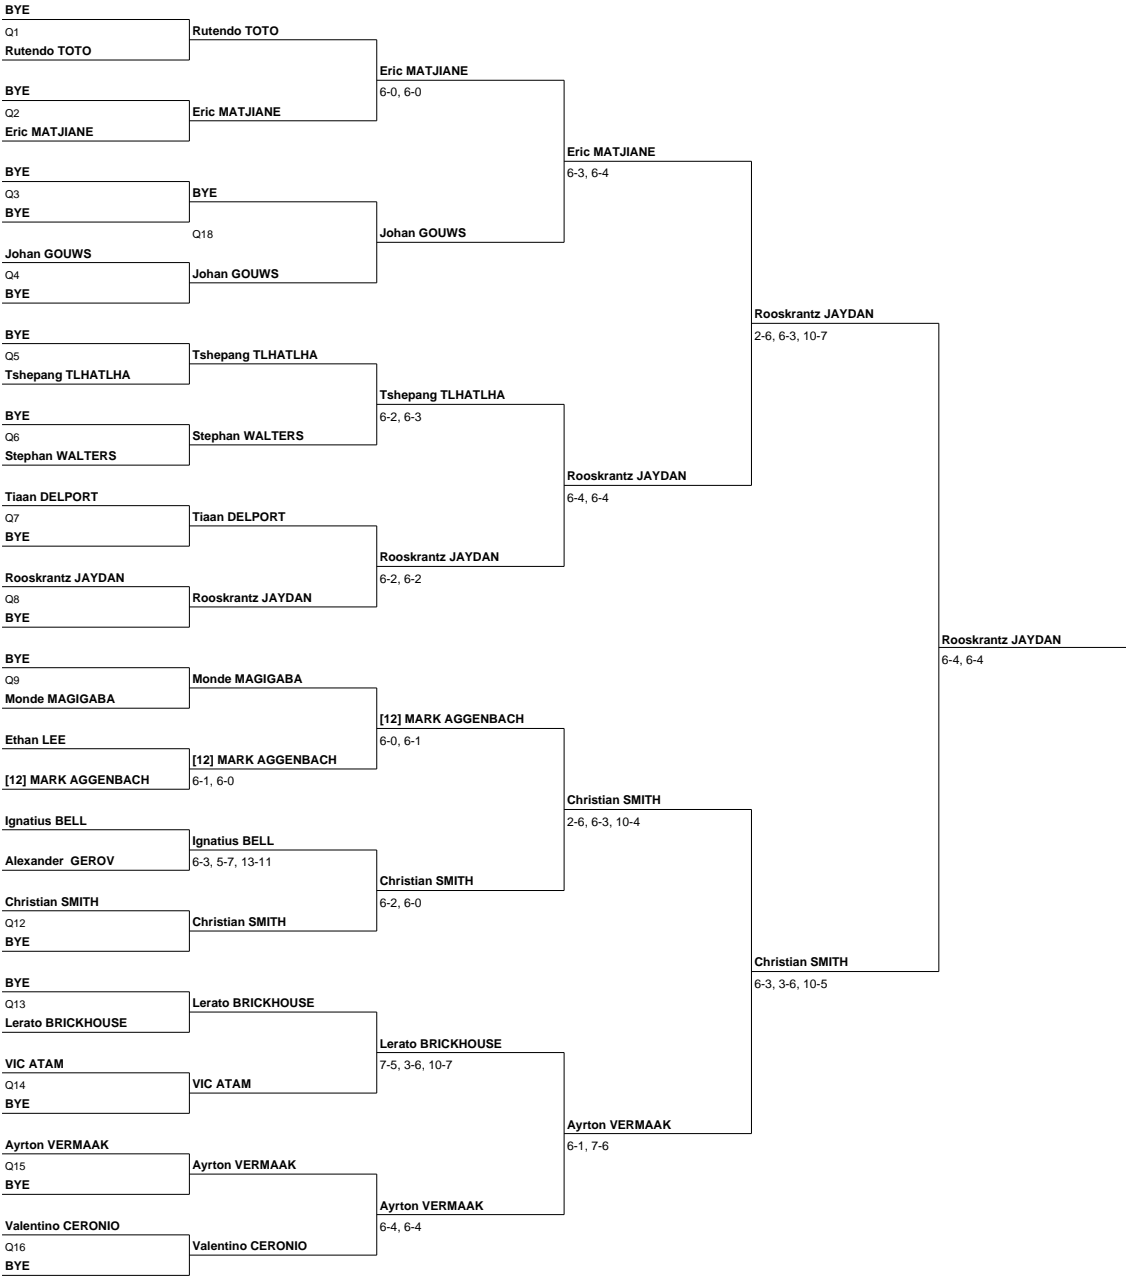 BYE
Q1
Rutendo TOTO
Rutendo TOTO
Eric MATJIANE
6-0, 6-0
BYE
Q2
Eric MATJIANE
Eric MATJIANE
Eric MATJIANE
6-3, 6-4
BYE
Q3
BYE
BYE
Q18
Johan GOUWS
Johan GOUWS
Q4
BYE
Johan GOUWS
Rooskrantz JAYDAN
2-6, 6-3, 10-7
BYE
Q5
Tshepang TLHATLHA
Tshepang TLHATLHA
Tshepang TLHATLHA
6-2, 6-3
BYE
Q6
Stephan WALTERS
Stephan WALTERS
Rooskrantz JAYDAN
6-4, 6-4
Tiaan DELPORT
Q7
BYE
Tiaan DELPORT
Rooskrantz JAYDAN
6-2, 6-2
Rooskrantz JAYDAN
Q8
BYE
Rooskrantz JAYDAN
Rooskrantz JAYDAN
6-4, 6-4
BYE
Q9
Monde MAGIGABA
Monde MAGIGABA
[12] MARK AGGENBACH
6-0, 6-1
Ethan LEE
[12] MARK AGGENBACH
[12] MARK AGGENBACH
6-1, 6-0
Christian SMITH
2-6, 6-3, 10-4
Ignatius BELL
Alexander  GEROV
Ignatius BELL
6-3, 5-7, 13-11
Christian SMITH
6-2, 6-0
Christian SMITH
Q12
BYE
Christian SMITH
Christian SMITH
6-3, 3-6, 10-5
BYE
Q13
Lerato BRICKHOUSE
Lerato BRICKHOUSE
Lerato BRICKHOUSE
7-5, 3-6, 10-7
VIC ATAM
Q14
BYE
VIC ATAM
Ayrton VERMAAK
6-1, 7-6
Ayrton VERMAAK
Q15
BYE
Ayrton VERMAAK
Ayrton VERMAAK
6-4, 6-4
Valentino CERONIO
Q16
BYE
Valentino CERONIO